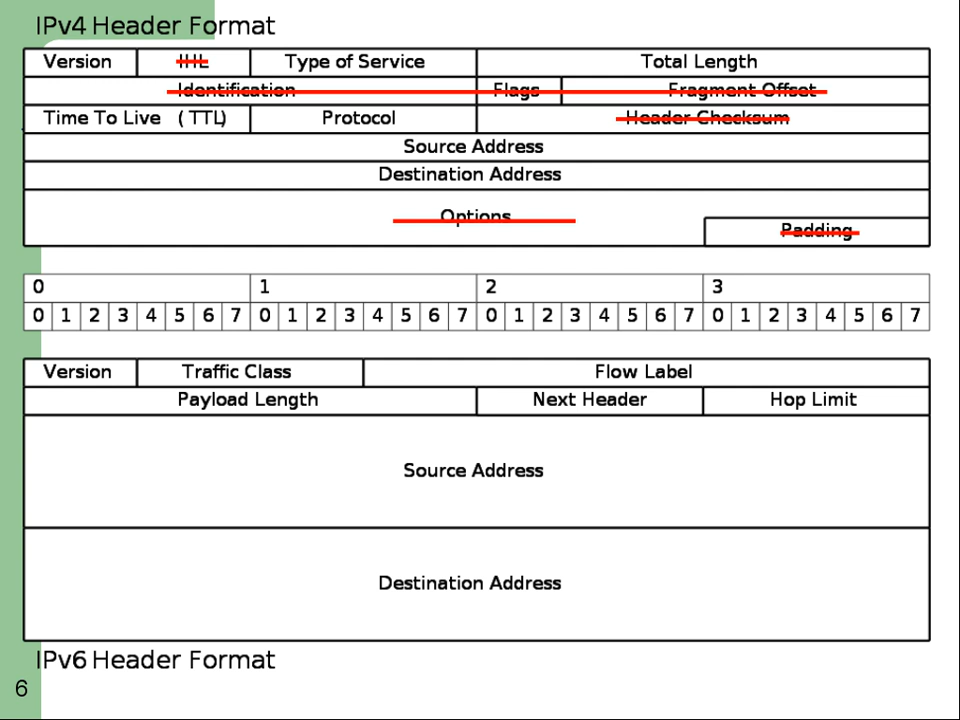 IPv4 Header Format
Version IHL Type of Service Total Length
Identification Flags Fragment Offset
Time To Live ( TTL) Protocol Header Checksum
Source Address
Destination Address
Options
Padding
0 1 2 3
0 1 2 3 4 5 6 7 0 1 2 3 4 5 6 7 0 1 2 3 4 5 6 7 0 1 2 3 4 5 6 7
Version Traffic Class Flow Label
Payload Length Next Header Hop Limit
Source Address
Destination Address
IPv6 Header Format
6